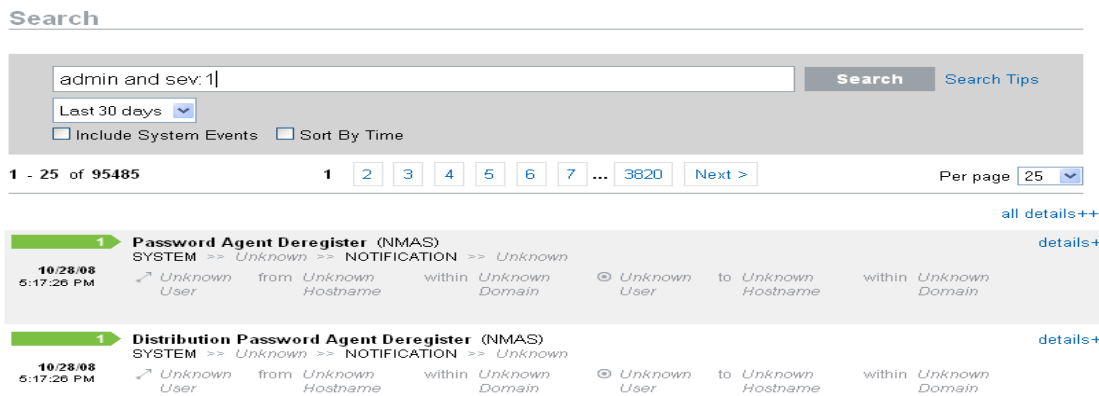 Search
admin and sev:1
Search
Search Tips
Last 30 days
Include System Events Sort By Time
1 - 25 of 95485
1 2 3 4 5 6 7 ... 3820 Next >
Per page 25
all details++
1 Password Agent Deregister (NMAS) details+
SYSTEM >> Unknown >> NOTIFICATION >> Unknown
10/28/08
5:17:26 PM
Unknown User from Unknown Hostname within Unknown Domain Unknown User to Unknown Hostname within Unknown Domain
1 Distribution Password Agent Deregister (NMAS) details+
SYSTEM >> Unknown >> NOTIFICATION >> Unknown
10/28/08
5:17:26 PM
Unknown User from Unknown Hostname within Unknown Domain Unknown User to Unknown Hostname within Unknown Domain